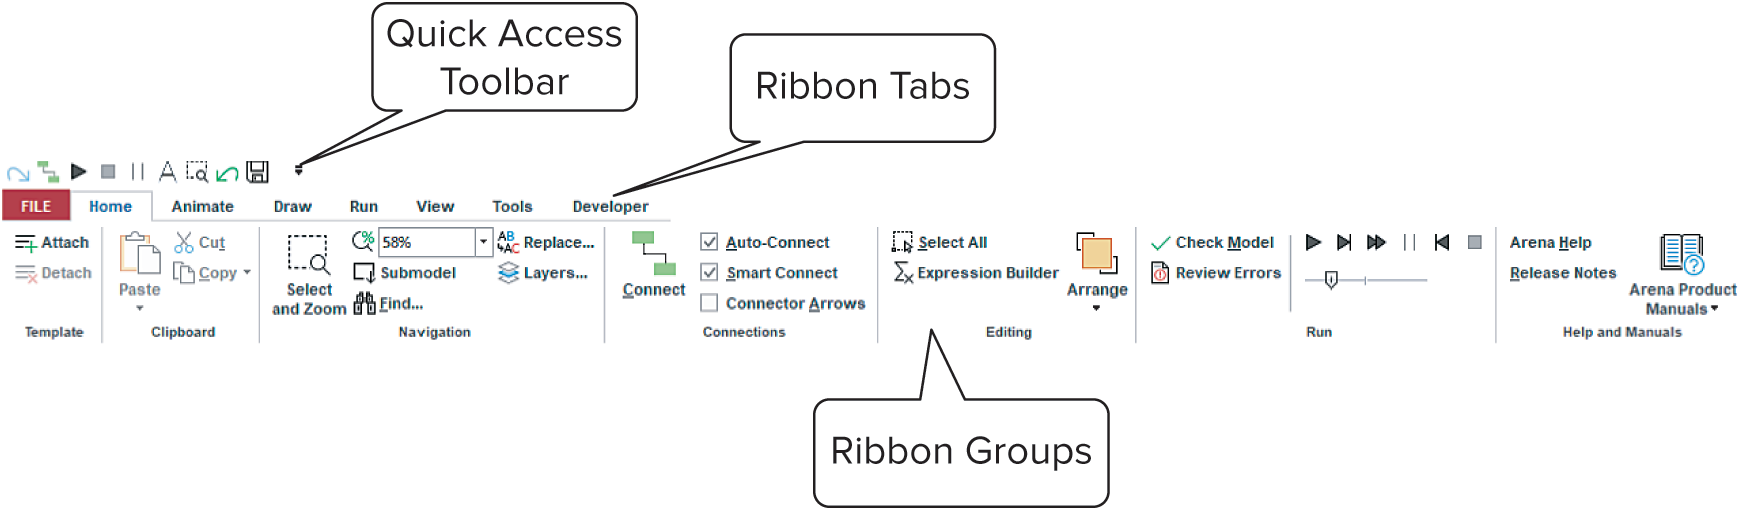 Quick Access
Toolbar
Ribbon Tabs
FILE Home Animate Draw Run View Tools Developer
Attach
Detach
Template
Paste
Cut
Copy
Clipboard
Select
and Zoom
%
58%
Submodel
Find...
AB
AC
Replace...
Layers...
Navigation
Connect
Auto-Connect
Smart Connect
Connector Arrows
Connections
Select All
Expression Builder
Arrange
Editing
Check Model
Review Errors
Run
Arena Help
Release Notes
Arena Product
Manuals
Help and Manuals
Ribbon Groups